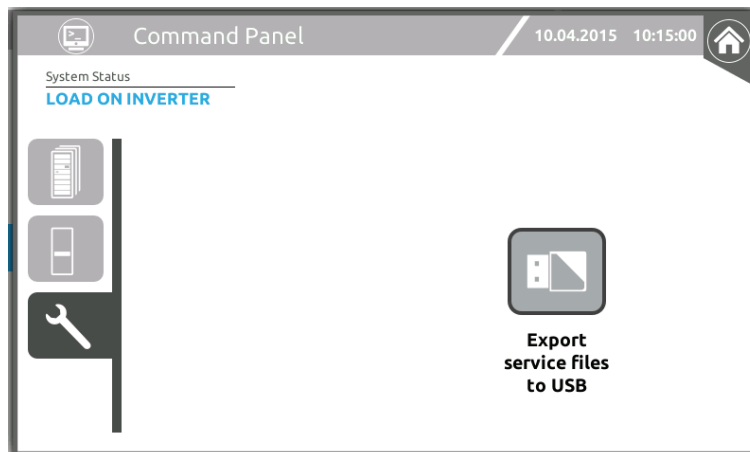 Command Panel
10.04.2015 10:15:00
System Status
LOAD ON INVERTER
Export
service files
to USB